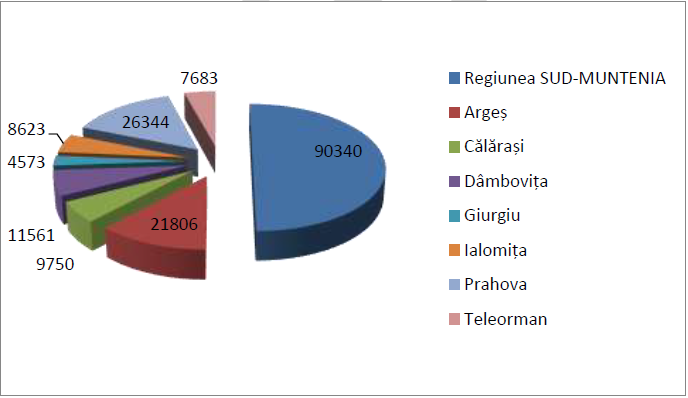 7683
26344
8623
4573
11561
9750
21806
90340
Regiunea SUD-MUNTENIA
Argeș
Călărași
Dâmbovița
Giurgiu
Ialomița
Prahova
Teleorman